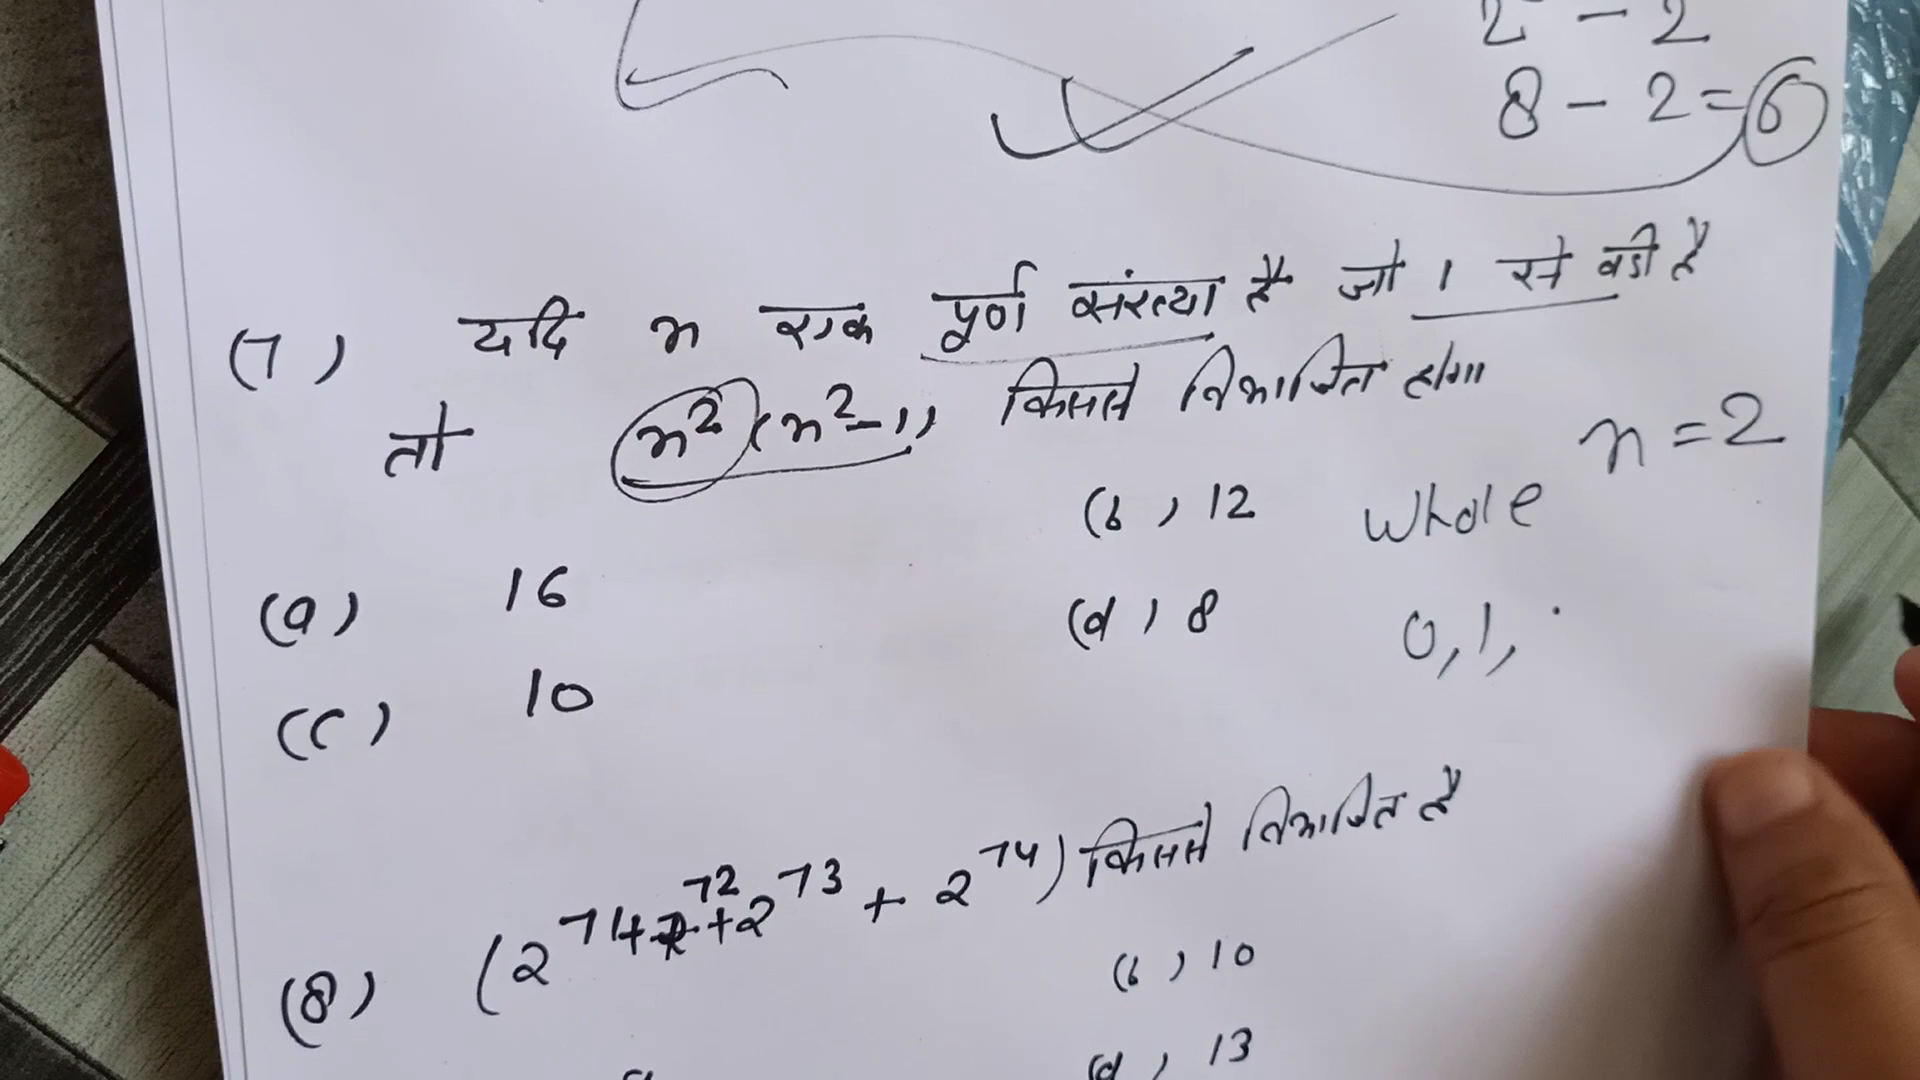 2 - 2
8 - 2 = 6
(7) यदि n एक पूर्ण संख्या है जो 1 से बडी है
तो n²(n²-1) किससे विभाजित होगा
n = 2
(a) 16
(b) 12
whole
(c) 10
(d) 8
0, 1,
(8) (2⁷¹ + 2⁷² + 2⁷³ + 2⁷⁴) किससे विभाजित है
(b) 10
(d) 13